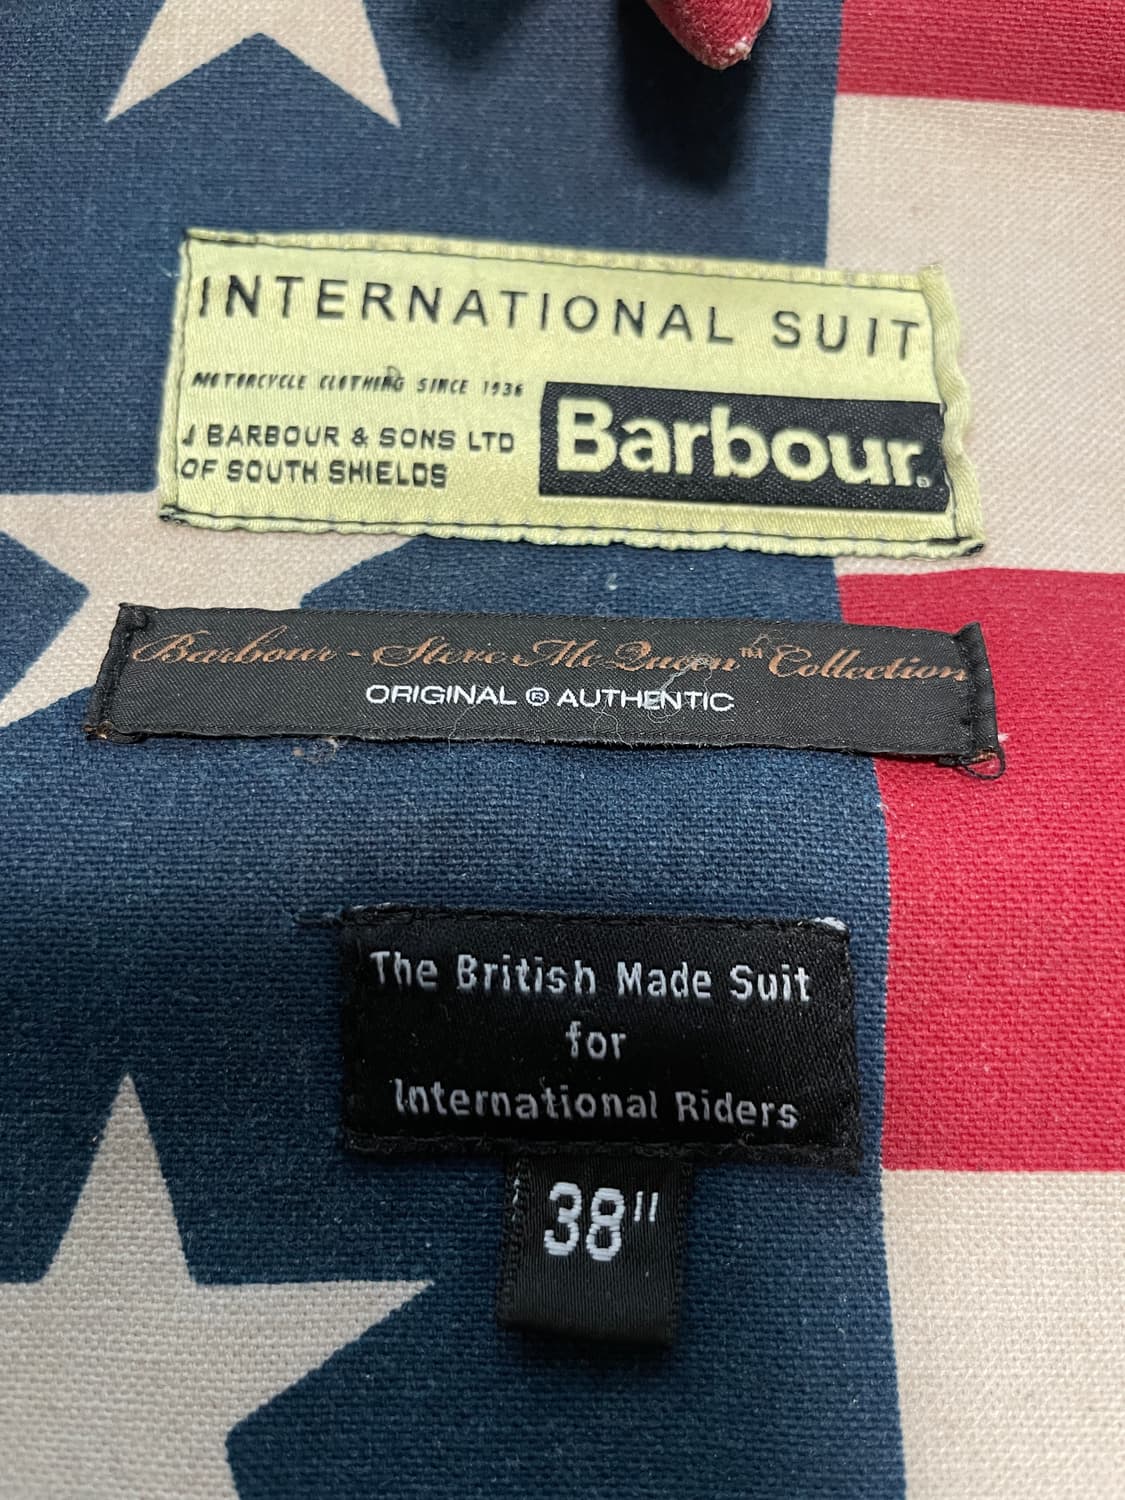 INTERNATIONAL SUIT
MOTORCYCLE CLOTHING SINCE 1936
J BARBOUR & SONS LTD
OF SOUTH SHIELDS
Barbour®
Barbour - Steve McQueen™ Collection
ORIGINAL ® AUTHENTIC
The British Made Suit
for
International Riders
38"